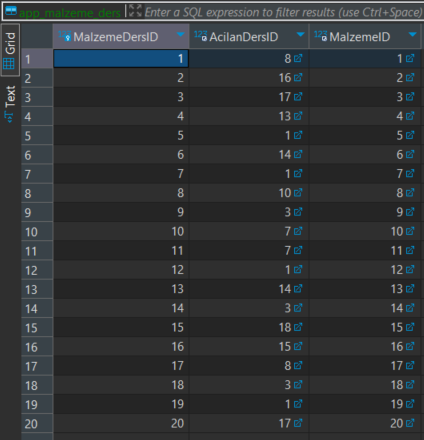 app_malzeme_ders Enter a SQL expression to filter results (use Ctrl+Space)
Grid
Text
123 MalzemeDersID 123 AcilanDersID 123 MalzemeID
1 1 8 1
2 2 16 2
3 3 17 3
4 4 13 4
5 5 1 5
6 6 14 6
7 7 1 7
8 8 10 8
9 9 3 9
10 10 7 10
11 11 7 11
12 12 1 12
13 13 14 13
14 14 3 14
15 15 18 15
16 16 15 16
17 17 8 17
18 18 3 18
19 19 1 19
20 20 17 20